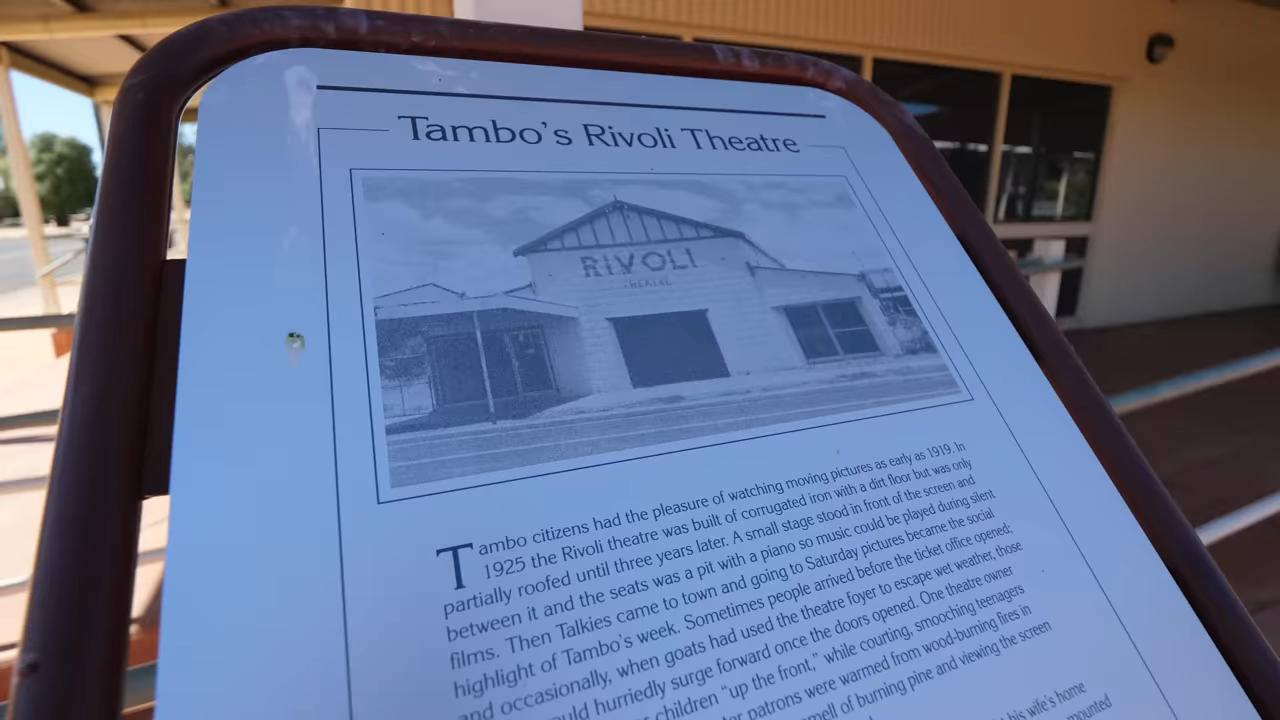 Tambo's Rivoli Theatre
RIVOLI
THEATRE
Tambo citizens had the pleasure of watching moving pictures as early as 1919. In
1925 the Rivoli theatre was built of corrugated iron with a dirt floor but was only
partially roofed until three years later. A small stage stood in front of the screen and
between it and the seats was a pit with a piano so music could be played during silent
films. Then Talkies came to town and going to Saturday pictures became the social
highlight of Tambo's week. Sometimes people arrived before the ticket office opened;
and occasionally, when goats had used the theatre foyer to escape wet weather, those
hurriedly surge forward once the doors opened. One theatre owner
children "up the front," while courting, smooching teenagers
patrons were warmed from wood-burning fires in
smell of burning pine and viewing the screen
his wife's home
mounted